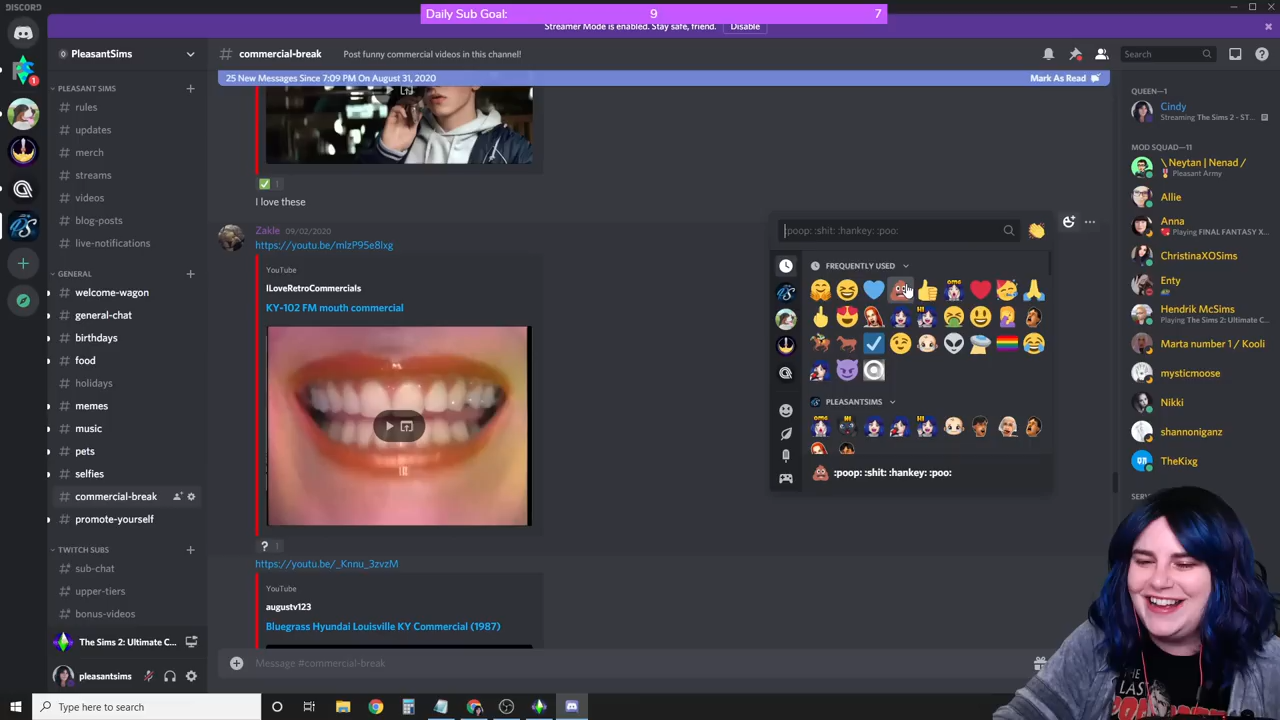 DISCORD
Daily Sub Goal: 9 7
Streamer Mode is enabled. Stay safe, friend. Disable
PleasantSims
# commercial-break Post funny commercial videos in this channel!
Search
25 New Messages Since 7:09 PM On August 31, 2020 Mark As Read
PLEASANT SIMS
# rules
# updates
# merch
# streams
# videos
# blog-posts
# live-notifications
GENERAL
# welcome-wagon
# general-chat
# birthdays
# food
# holidays
# memes
# music
# pets
# selfies
# commercial-break
# promote-yourself
TWITCH SUBS
# sub-chat
# upper-tiers
# bonus-videos
The Sims 2: Ultimate C...
pleasantsims
1
1
I love these
Zakle 09/02/2020
https://youtu.be/mlzP95e8lxg
YouTube
ILoveRetroCommercials
KY-102 FM mouth commercial
? 1
https://youtu.be/_Knnu_3zvzM
YouTube
augustv123
Bluegrass Hyundai Louisville KY Commercial (1987)
Message #commercial-break
:poop: :shit: :hankey: :poo:
FREQUENTLY USED
PLEASANTSIMS
:poop: :shit: :hankey: :poo:
QUEEN—1
Cindy
Streaming The Sims 2 - ST...
MOD SQUAD—11
\ Neytan | Nenad /
Pleasant Army
Allie
Anna
Playing FINAL FANTASY X...
ChristinaXOSims
Enty
Hendrik McSims
Playing The Sims 2: Ultimate C
Marta number 1 / Kooli
mysticmoose
Nikki
shannoniganz
TheKixg
Type here to search
THE
LAST